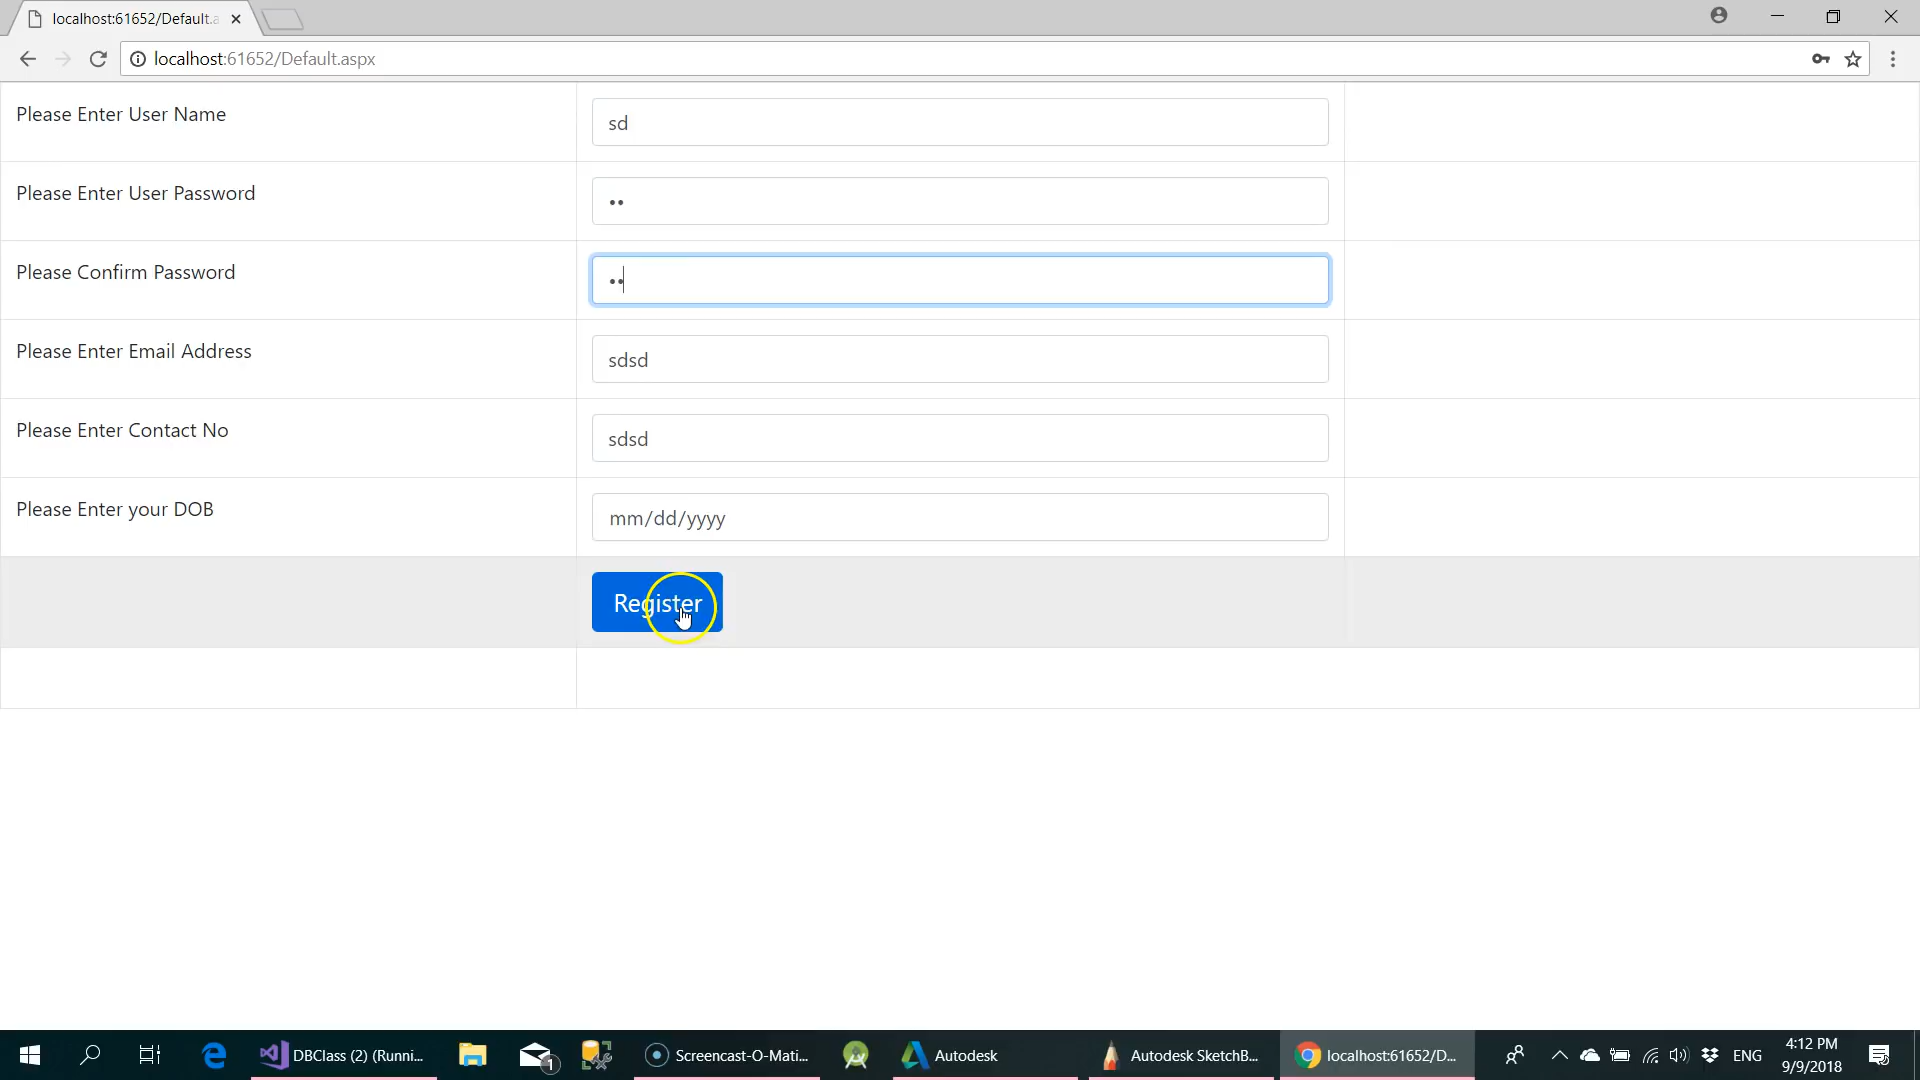 localhost:61652/Default.a
localhost:61652/Default.aspx
Please Enter User Name
sd
Please Enter User Password
••
Please Confirm Password
••
Please Enter Email Address
sdsd
Please Enter Contact No
sdsd
Please Enter your DOB
mm/dd/yyyy
Register
1
DBClass (2) (Runni...
Screencast-O-Mati...
Autodesk
Autodesk SketchB...
localhost:61652/D...
ENG
4:12 PM
9/9/2018